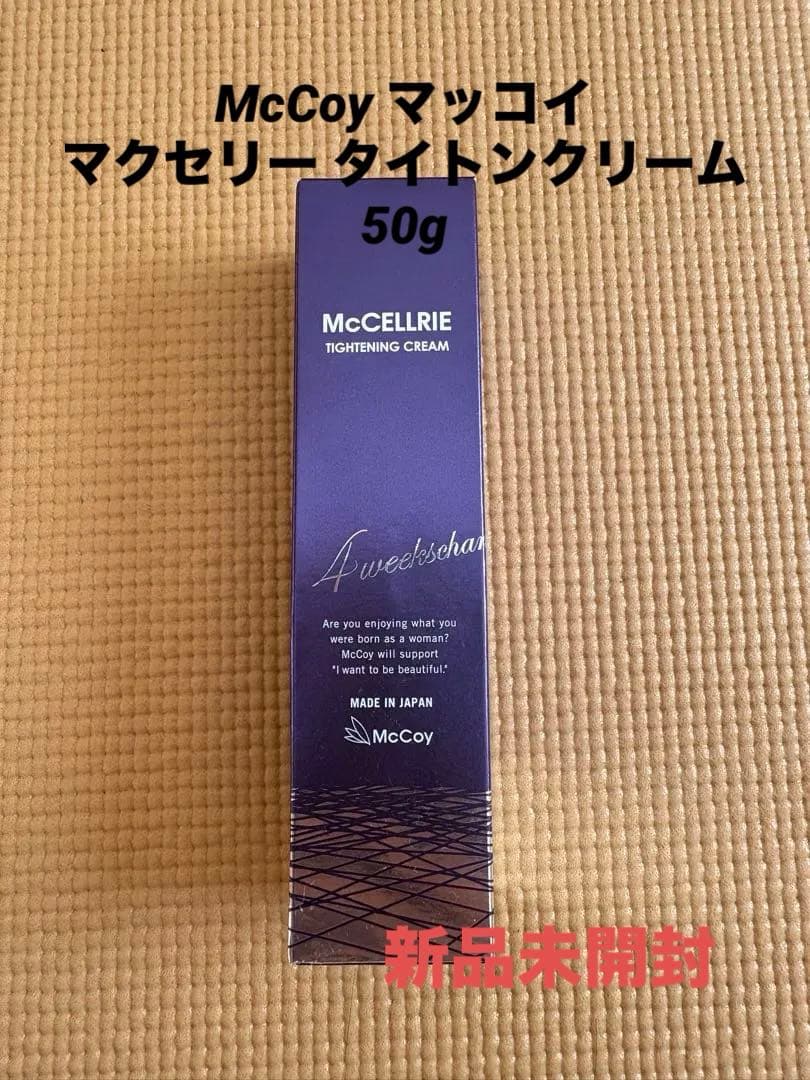 McCoy マッコイ
マクセリー タイトンクリーム
50g
McCELLRIE
TIGHTENING CREAM
4 weekschan
Are you enjoying what you
were born as a woman?
McCoy will support
"I want to be beautiful."
MADE IN JAPAN
McCoy
新品未開封